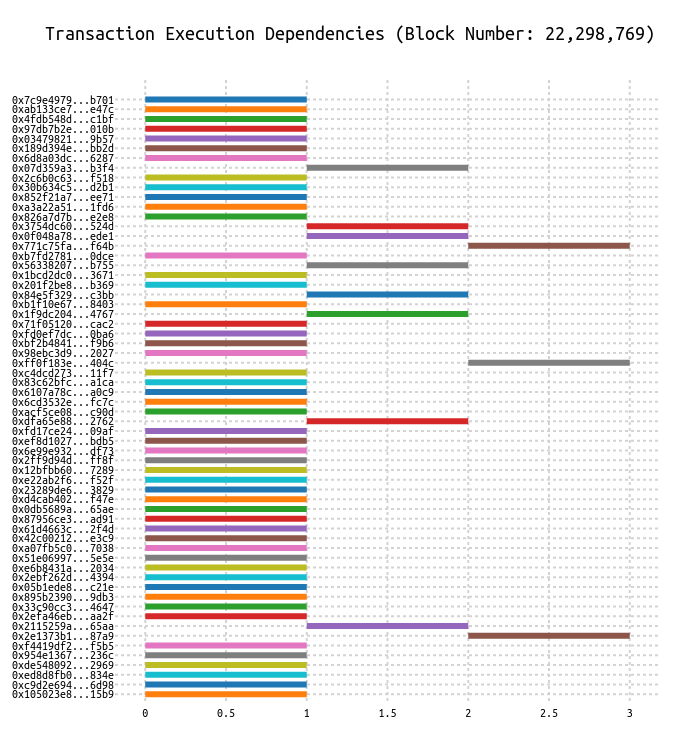 Transaction Execution Dependencies (Block Number: 22,298,769)
0x7c9e4979...b701
0xab133ce7...e47c
0x4fdb548d...c1bf
0x97db7b2e...010b
0x03479821...9b57
0x189d394e...bb2d
0x6d8a03dc...6287
0x07d359a3...b3f4
0x2c6b0c63...f518
0x30b634c5...d2b1
0x852f21a7...ee71
0xa3a22a51...1fd6
0x826a7d7b...e2e8
0x3754dc60...524d
0x0f048a78...ede1
0x771c75fa...f64b
0xb7fd2781...0dce
0x56338207...b755
0x1bcd2dc0...3671
0x201f2be8...b369
0x84e5f329...c3bb
0xb1f10e67...8403
0x1f9dc204...4767
0x71f05120...cac2
0xfd0ef7dc...0ba6
0xbf2b4841...f9b6
0x98ebc3d9...2027
0xff0f183e...404c
0xc4dcd273...11f7
0x83c62bfc...a1ca
0x6107a78c...a0c9
0x6cd3532e...fc7c
0xacf5ce08...c90d
0xdfa65e88...2762
0xfd17ce24...09af
0xef8d1027...bdb5
0x6e99e932...df73
0x2ff9d94d...ff8f
0x12bfbb60...7289
0xe22ab2f6...f52f
0x23289de6...3829
0xd4cab402...f47e
0x0db5689a...65ae
0x87956ce3...ad91
0x61d4663c...2f4d
0x42c00212...e3c9
0xa07fb5c0...7038
0x51e06997...5e5e
0xe6b8431a...2034
0x2ebf262d...4394
0x05b1ede8...c21e
0x895b2390...9db3
0x33c90cc3...4647
0x2efa46eb...aa2f
0x2115259a...65aa
0x2e1373b1...87a9
0xf4419df2...f5b5
0x954e1367...236c
0xde548092...2969
0xed8d8fb0...834e
0xc9d2e694...6d98
0x105023e8...15b9
0 0.5 1 1.5 2 2.5 3